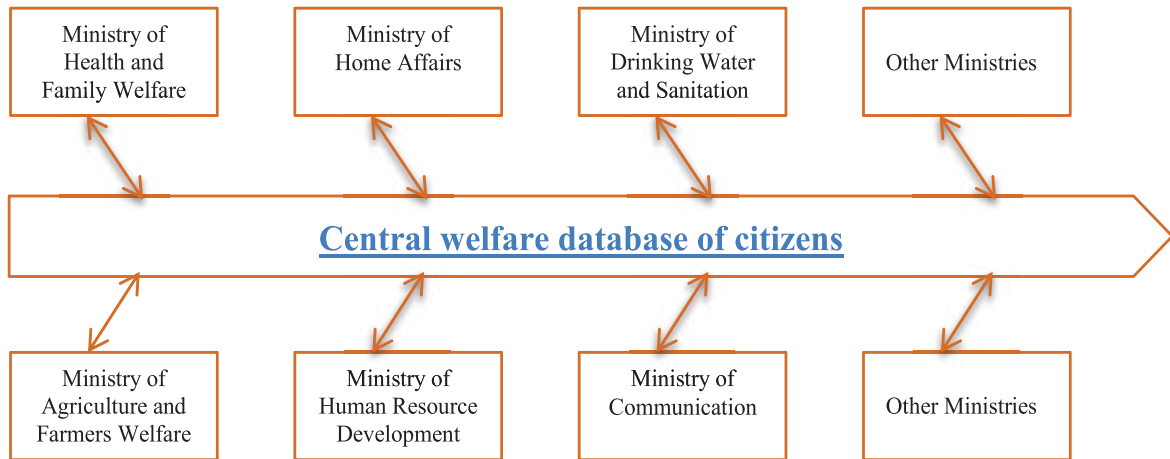 Ministry of
Health and
Family Welfare
Ministry of
Home Affairs
Ministry of
Drinking Water
and Sanitation
Other Ministries
Central welfare database of citizens
Ministry of
Agriculture and
Farmers Welfare
Ministry of
Human Resource
Development
Ministry of
Communication
Other Ministries